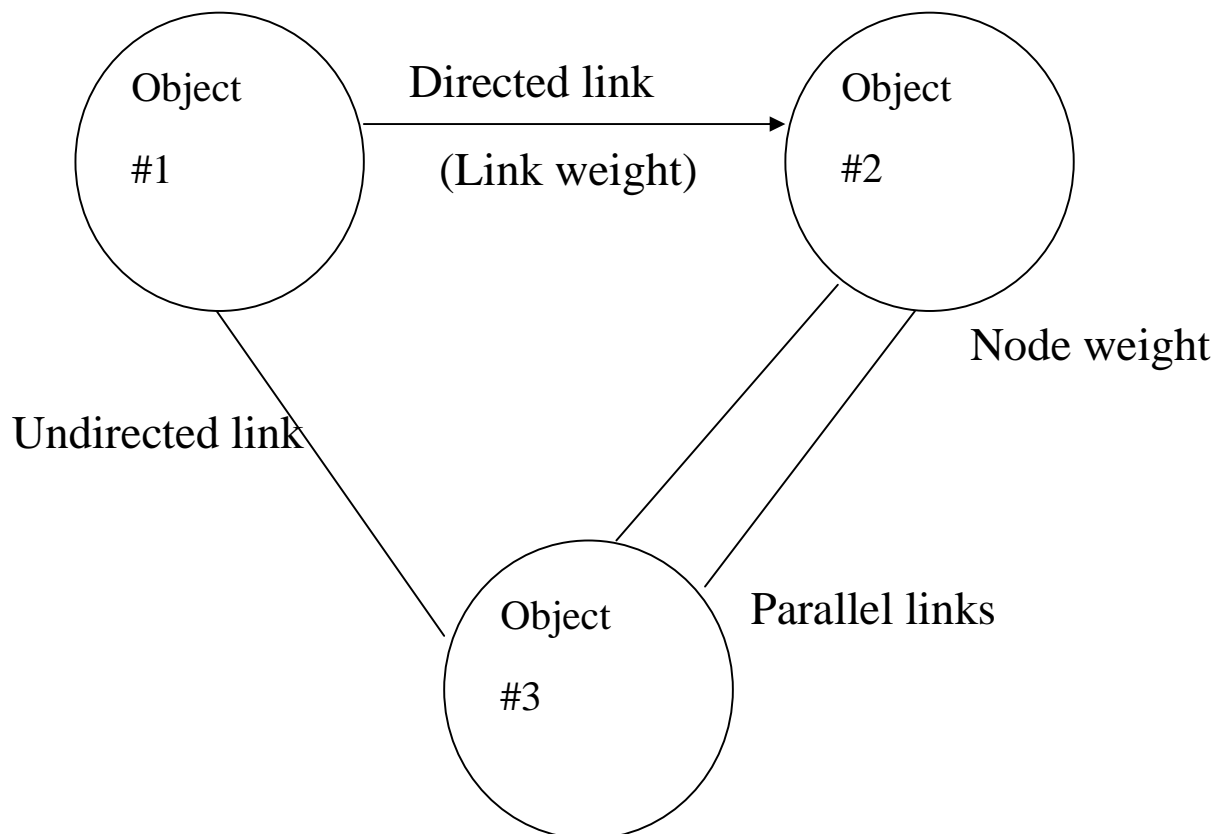 Object
#1
Directed link
(Link weight)
Object
#2
Node weight
Undirected link
Object
#3
Parallel links